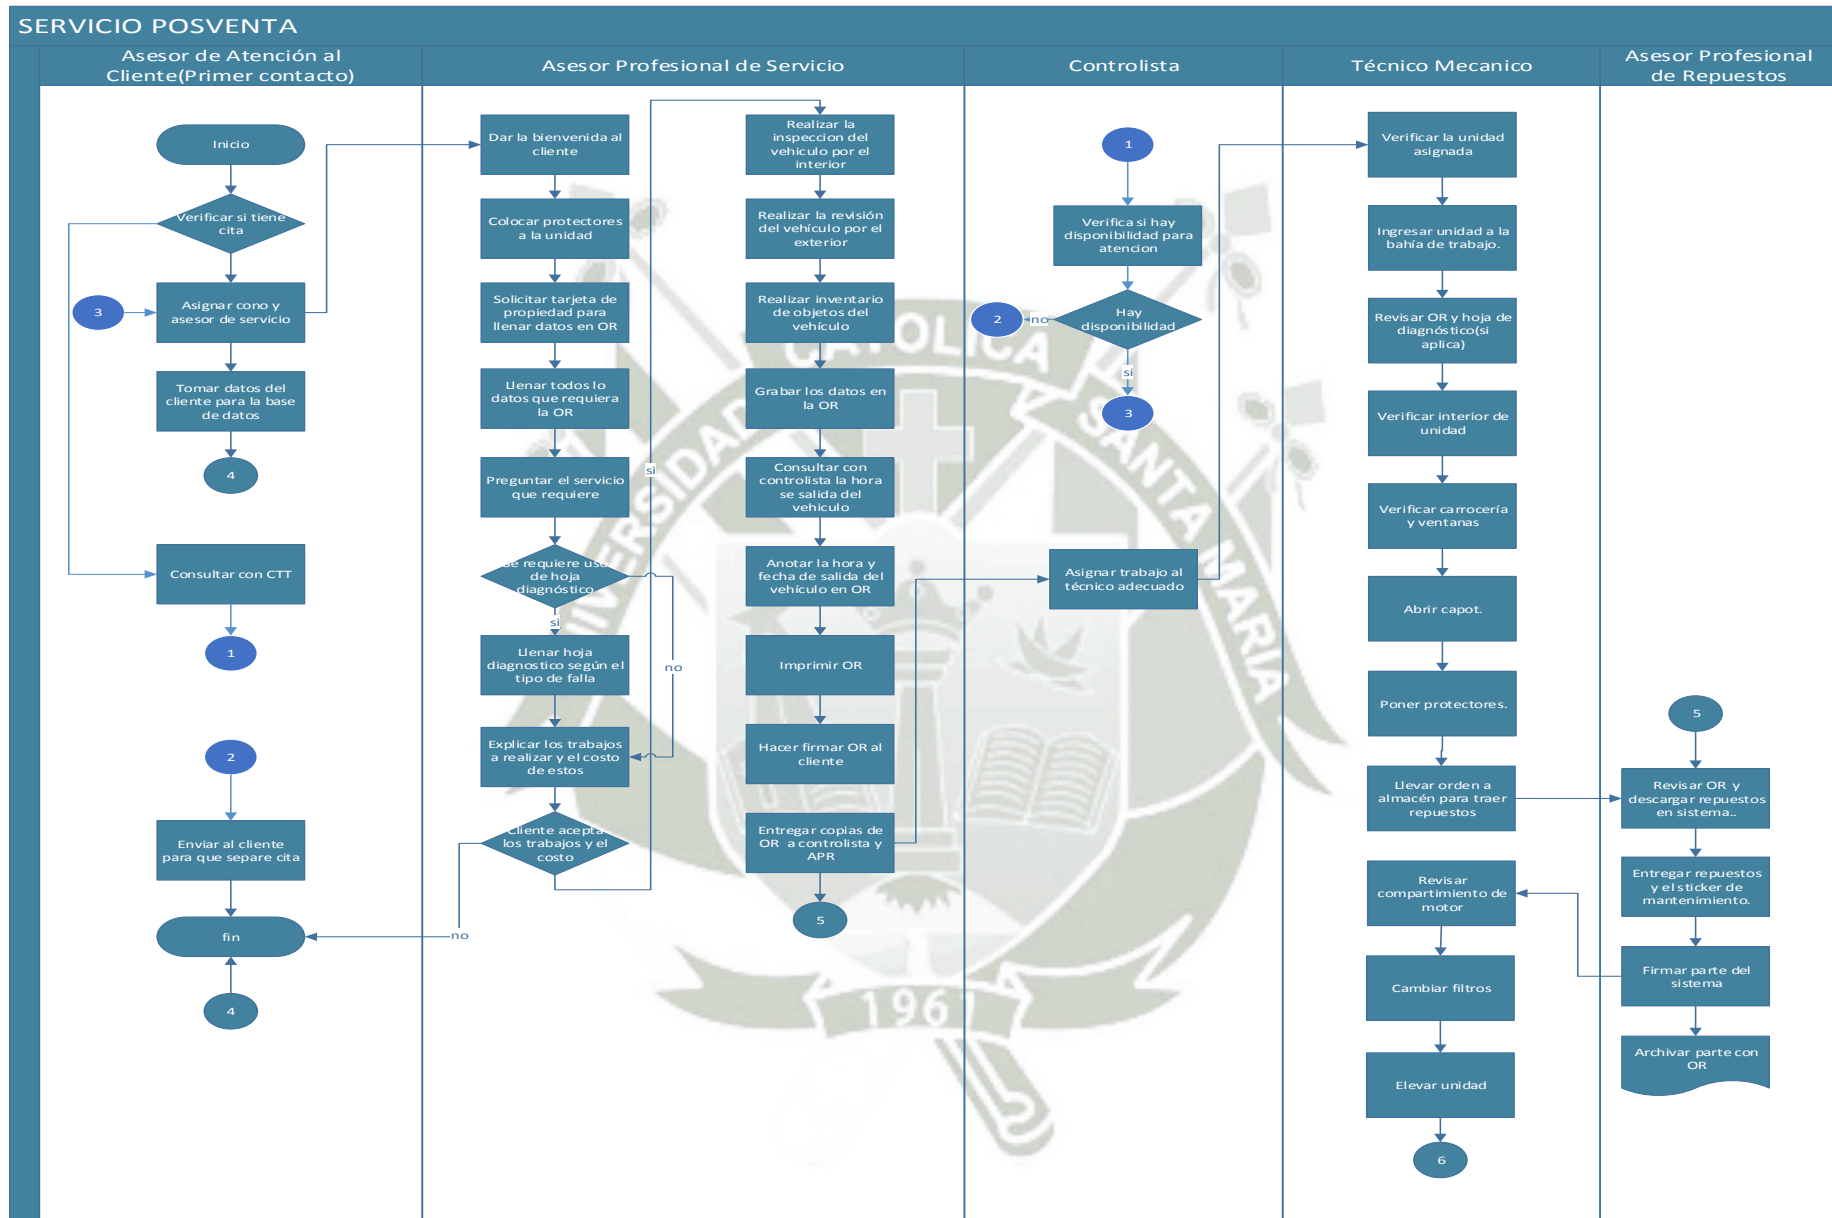 SERVICIO POSVENTA
Asesor de Atención al
Cliente(Primer contacto)
Asesor Profesional de Servicio
Controlista
Técnico Mecanico
Asesor Profesional
de Repuestos
Inicio
Verificar si tiene
cita
3
Asignar cono y
asesor de servicio
Tomar datos del
cliente para la base
de datos
4
Consultar con CTT
1
2
Enviar al cliente
para que separe cita
fin
4
Dar la bienvenida al
cliente
Colocar protectores
a la unidad
Solicitar tarjeta de
propiedad para
llenar datos en OR
Llenar todos lo
datos que requiera
la OR
Preguntar el servicio
que requiere
Se requiere uso
de hoja
diagnóstico
si
no
Llenar hoja
diagnostico según el
tipo de falla
Explicar los trabajos
a realizar y el costo
de estos
Cliente acepta
los trabajos y el
costo
no
si
Realizar la
inspeccion del
vehiculo por el
interior
Realizar la revisión
del vehículo por el
exterior
Realizar inventario
de objetos del
vehículo
Grabar los datos en
la OR
Consultar con
controlista la hora
se salida del
vehiculo
Anotar la hora y
fecha de salida del
vehículo en OR
Imprimir OR
Hacer firmar OR al
cliente
Entregar copias de
OR a controlista y
APR
5
1
Verifica si hay
disponibilidad para
atencion
Hay
disponibilidad
no
2
si
3
Asignar trabajo al
técnico adecuado
Verificar la unidad
asignada
Ingresar unidad a la
bahía de trabajo.
Revisar OR y hoja de
diagnóstico(si
aplica)
Verificar interior de
unidad
Verificar carrocería
y ventanas
Abrir capot.
Poner protectores.
Llevar orden a
almacén para traer
repuestos
Revisar
compartimiento de
motor
Cambiar filtros
Elevar unidad
6
5
Revisar OR y
descargar repuestos
en sistema..
Entregar repuestos
y el sticker de
mantenimiento.
Firmar parte del
sistema
Archivar parte con
OR
UNIVERSIDAD CATOLICA SANTA MARIA
1961